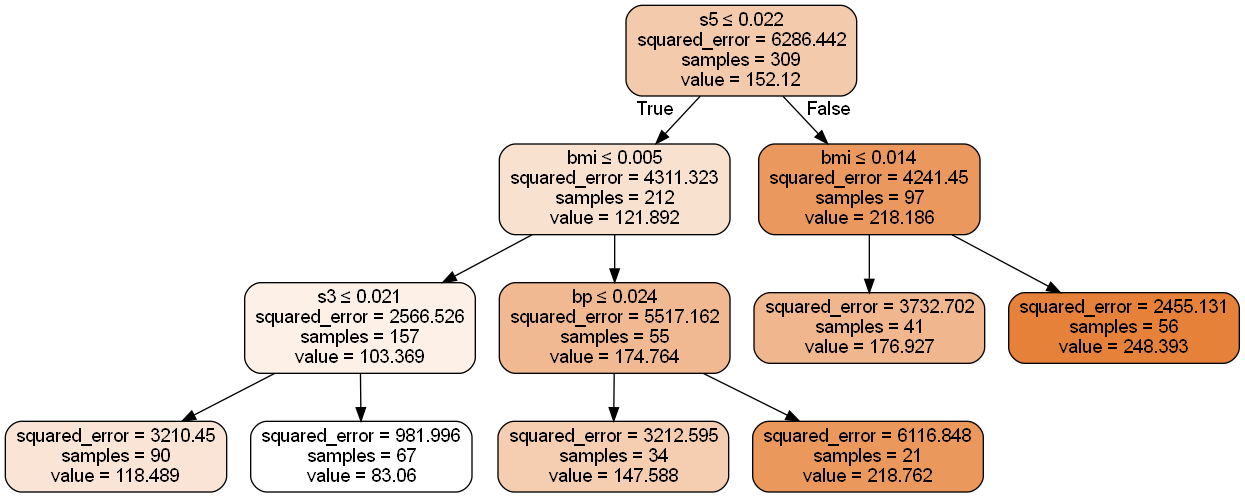 s5 ≤ 0.022
squared_error = 6286.442
samples = 309
value = 152.12
True
False
bmi ≤ 0.005
squared_error = 4311.323
samples = 212
value = 121.892
bmi ≤ 0.014
squared_error = 4241.45
samples = 97
value = 218.186
s3 ≤ 0.021
squared_error = 2566.526
samples = 157
value = 103.369
bp ≤ 0.024
squared_error = 5517.162
samples = 55
value = 174.764
squared_error = 3732.702
samples = 41
value = 176.927
squared_error = 2455.131
samples = 56
value = 248.393
squared_error = 3210.45
samples = 90
value = 118.489
squared_error = 981.996
samples = 67
value = 83.06
squared_error = 3212.595
samples = 34
value = 147.588
squared_error = 6116.848
samples = 21
value = 218.762